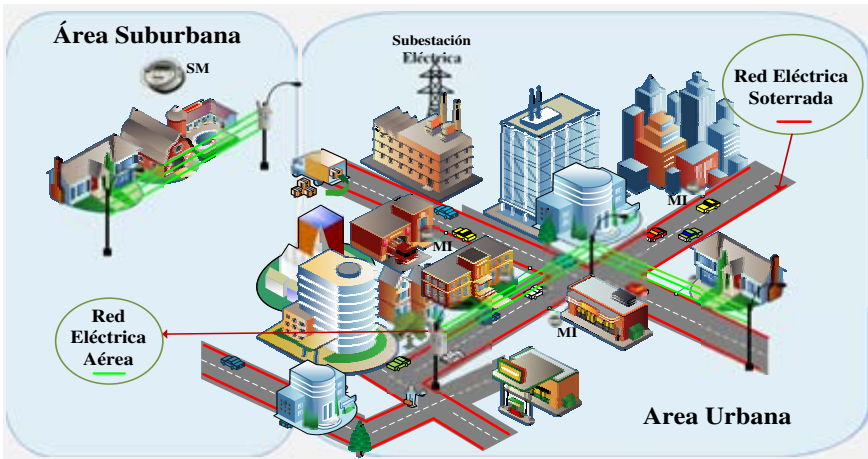 Área Suburbana
SM
Subestación
Eléctrica
Red Eléctrica
Soterrada
MI
MI
Red
Eléctrica
Aérea
MI
Area Urbana